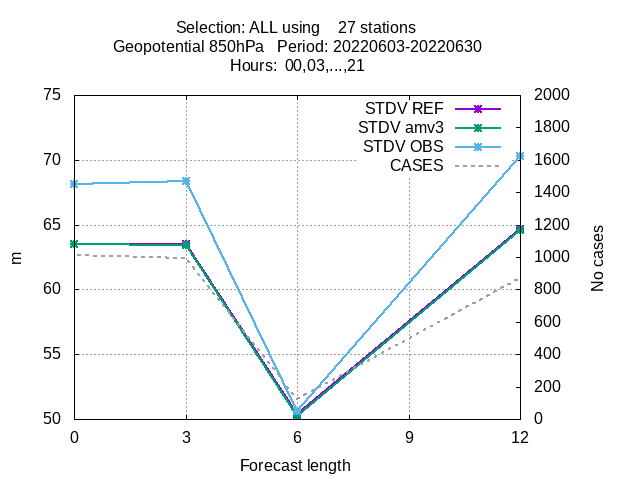 Selection: ALL using    27 stations
Geopotential 850hPa   Period: 20220603-20220630
Hours:  00,03,...,21
STDV REF
STDV amv3
STDV OBS
CASES
75
70
65
60
55
50
m
2000
1800
1600
1400
1200
1000
800
600
400
200
0
No cases
0 3 6 9 12
Forecast length